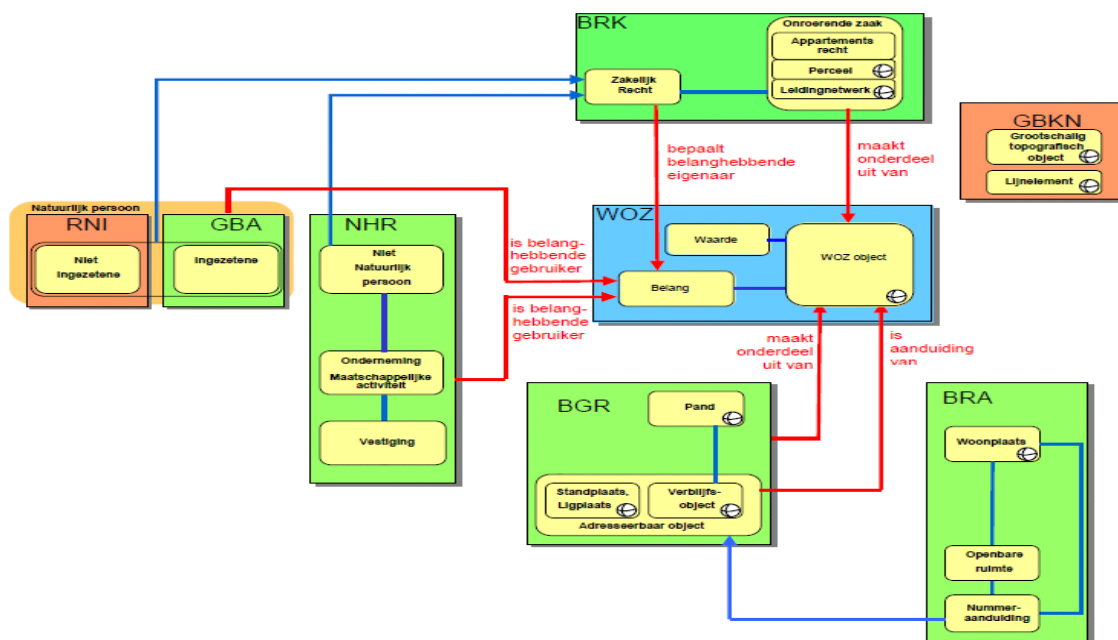 BRK
Onroerende zaak
Appartements
recht
Perceel
Leidingnetwerk
Zakelijk
Recht
GBKN
Grootschalig
topografisch
object
Lijnelement
bepaalt
belanghebbende
eigenaar
maakt
onderdeel
uit van
Natuurlijk persoon
RNI
GBA
Niet
Ingezetene
Ingezetene
NHR
Niet
Natuurlijk
persoon
Onderneming
Maatschappelijke
activiteit
Vestiging
is belang-
hebbende
gebruiker
is belang-
hebbende
gebruiker
WOZ
Waarde
WOZ object
Belang
maakt
onderdeel
uit van
is
aanduiding
van
BGR
Pand
Standplaats,
Ligplaats
Verblijfs-
object
Adresseerbaar object
BRA
Woonplaats
Openbare
ruimte
Nummer-
aanduiding